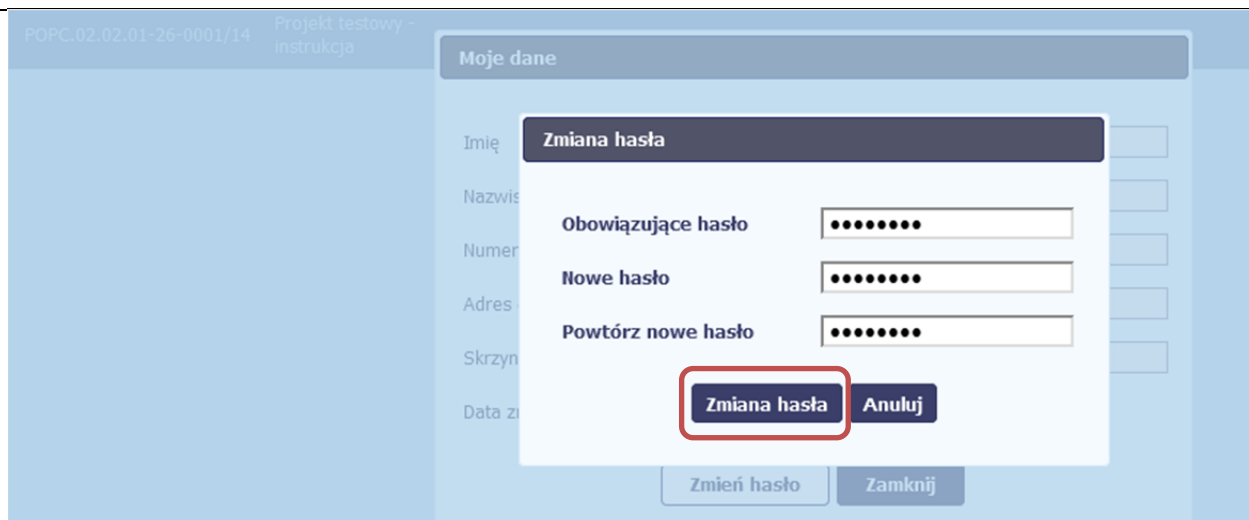 POPC.02.02.01-26-0001/14
Projekt testowy -
instrukcja
Moje dane
Zmiana hasła
Imię
Nazwis
Obowiązujące hasło ●●●●●●●●
Numer
Nowe hasło ●●●●●●●●
Adres
Powtórz nowe hasło ●●●●●●●●
Skrzyn
Zmiana hasła Anuluj
Data
Zmień hasło Zamknij